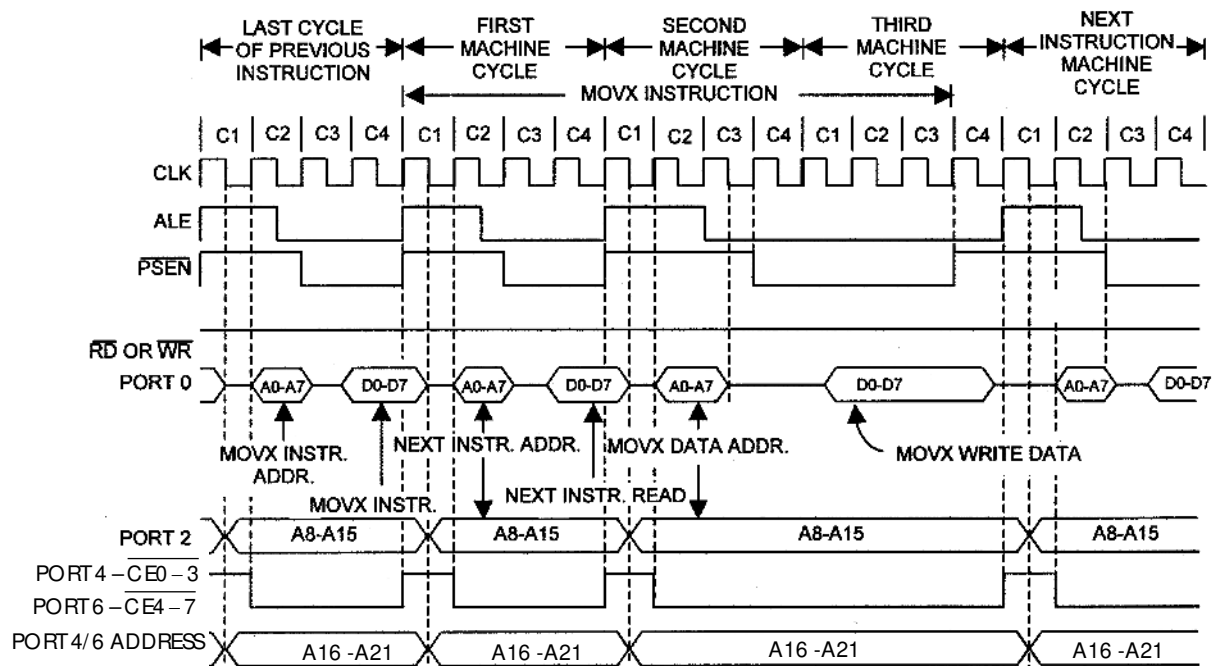 LAST CYCLE
OF PREVIOUS
INSTRUCTION
FIRST
MACHINE
CYCLE
SECOND
MACHINE
CYCLE
THIRD
MACHINE
CYCLE
NEXT
INSTRUCTION
MACHINE
CYCLE
MOVX INSTRUCTION
C1 C2 C3 C4 C1 C2 C3 C4 C1 C2 C3 C4 C1 C2 C3 C4 C1 C2 C3 C4
CLK
ALE
PSEN
RD OR WR
PORT 0 A0-A7 D0-D7 A0-A7 D0-D7 A0-A7 D0-D7 A0-A7 D0-D7
MOVX INSTR.
ADDR.
MOVX INSTR.
NEXT INSTR. ADDR.
NEXT INSTR. READ
MOVX DATA ADDR.
MOVX WRITE DATA
PORT 2 A8-A15 A8-A15 A8-A15 A8-A15
PORT4 – CE0 – 3
PORT6 – CE4 – 7
PORT 4/6 ADDRESS A16 -A21 A16 -A21 A16 -A21 A16 -A21